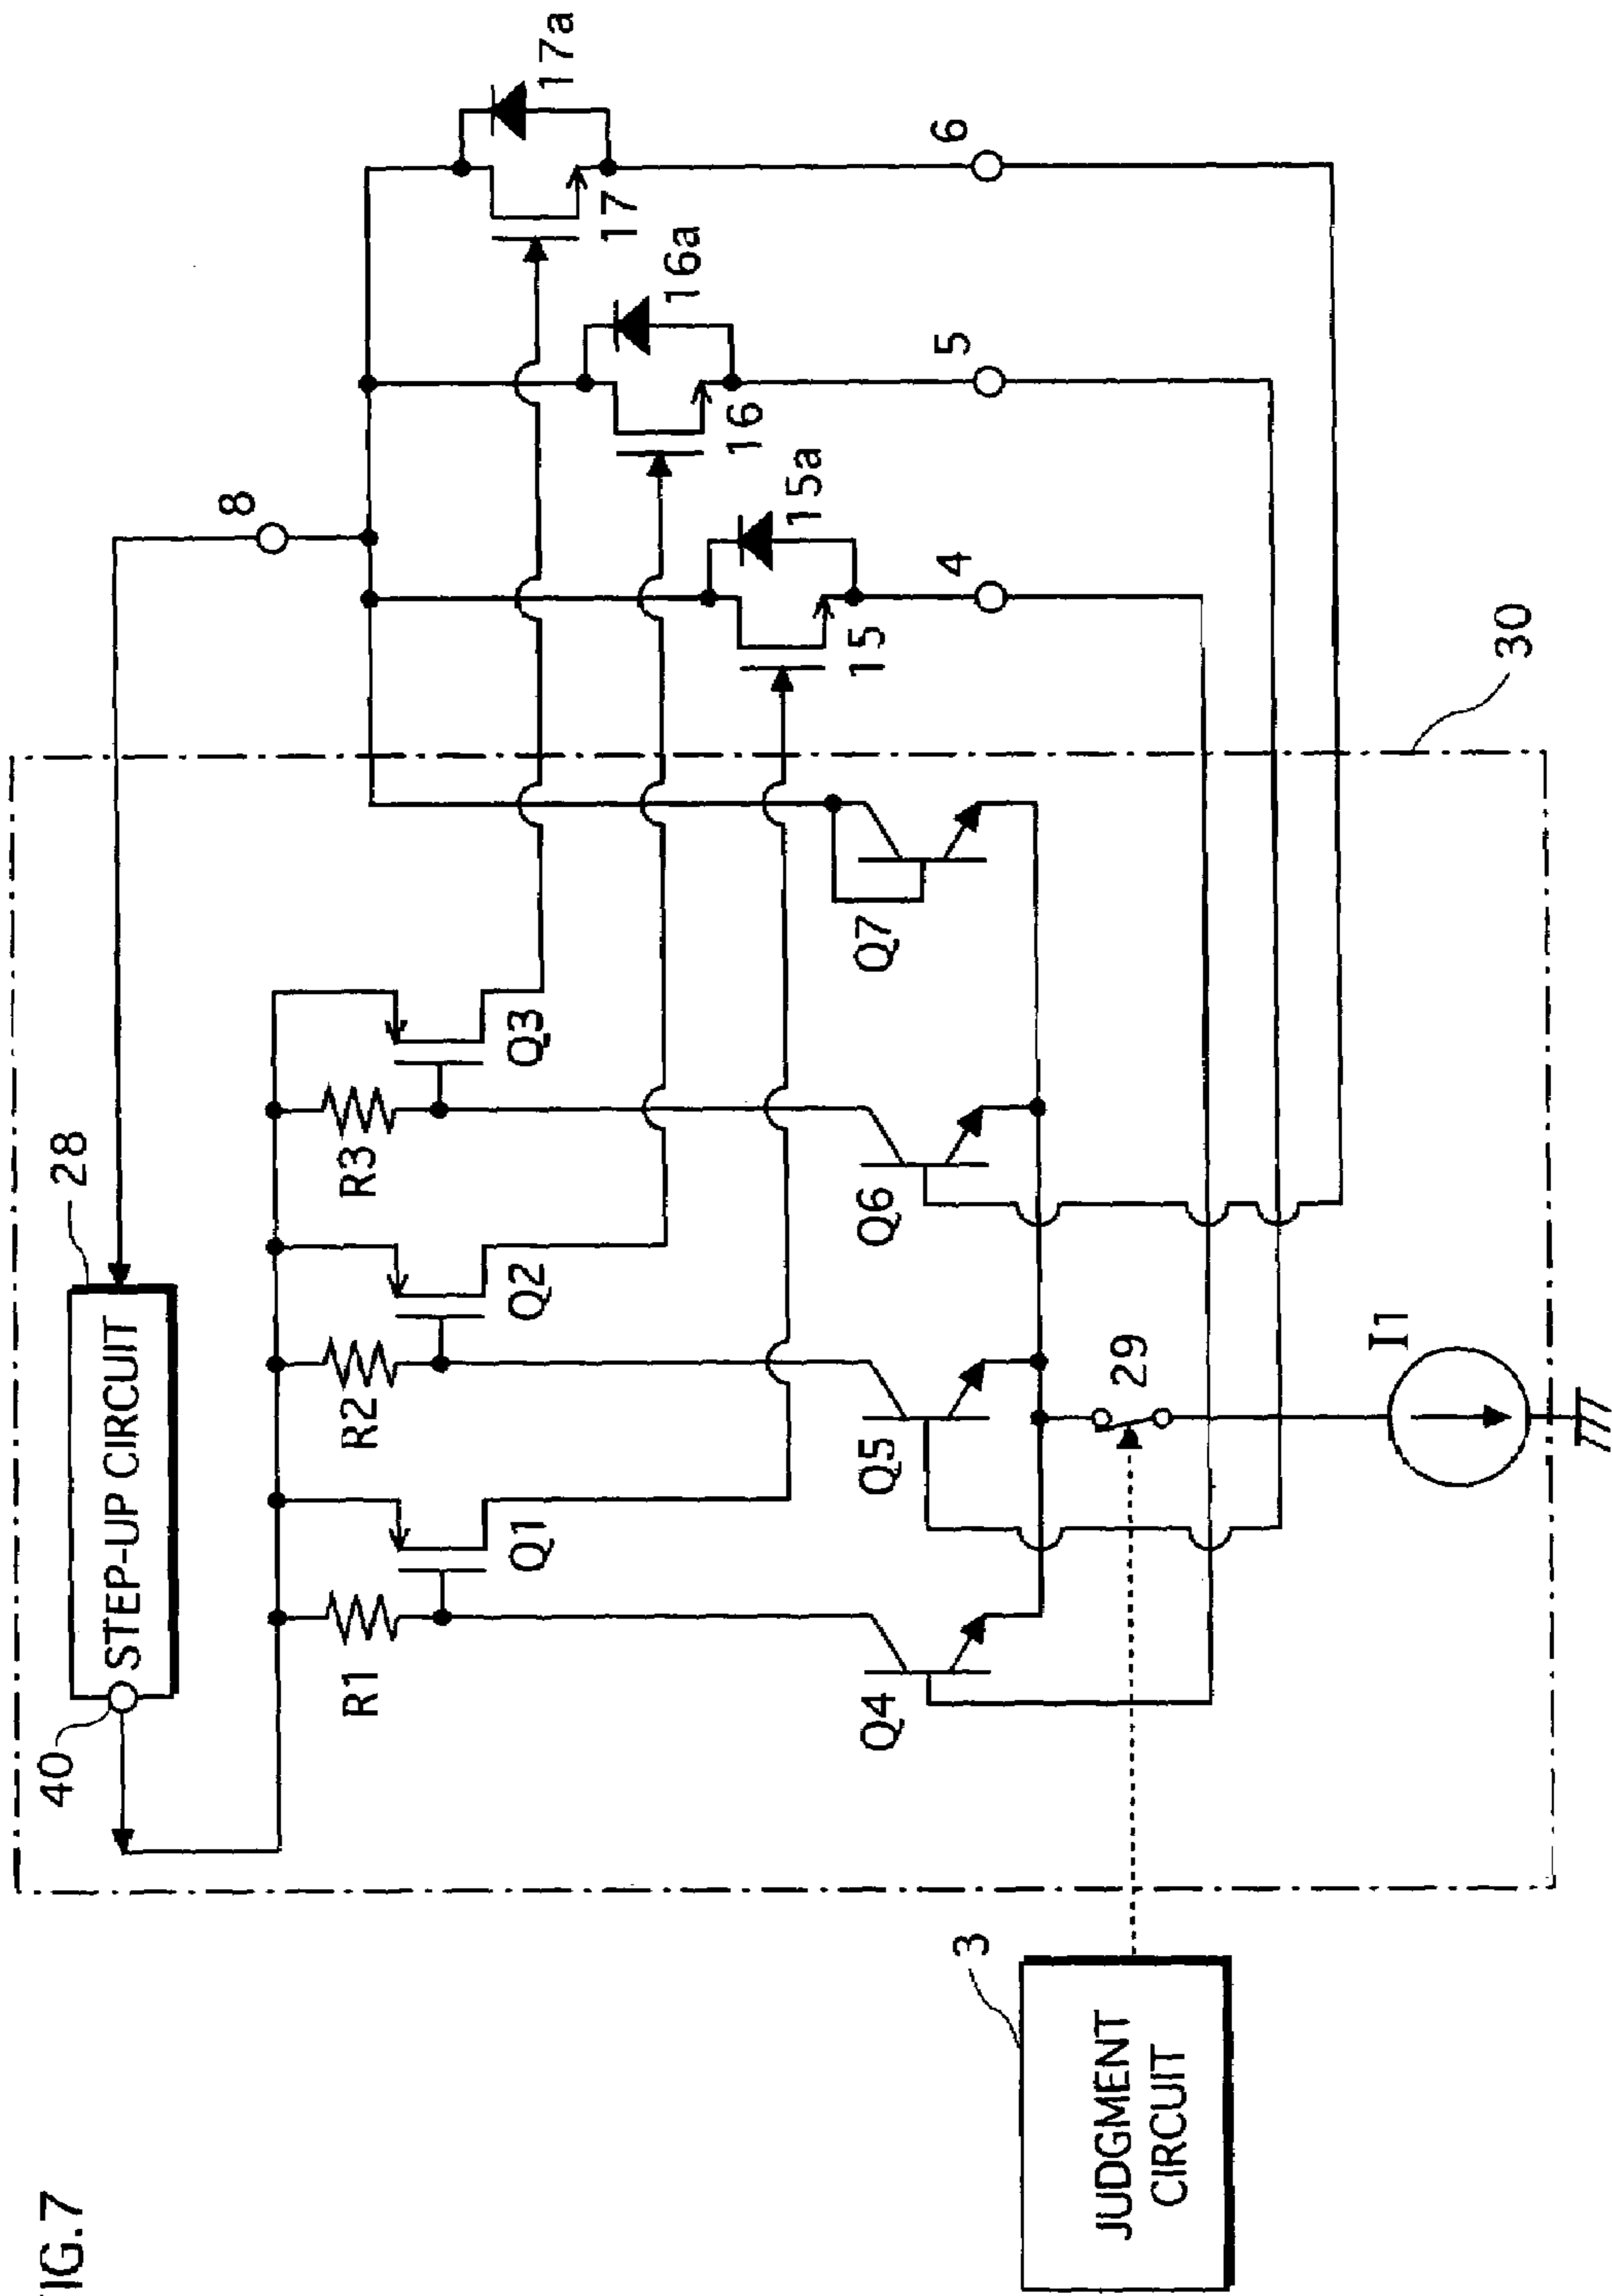 FIG.7
40
28
STEP-UP CIRCUIT
8
R1
R2
R3
Q1
Q2
Q3
17a
17
16a
16
15a
15
Q4
Q5
Q6
Q7
4
5
6
29
I1
30
3
JUDGMENT
CIRCUIT